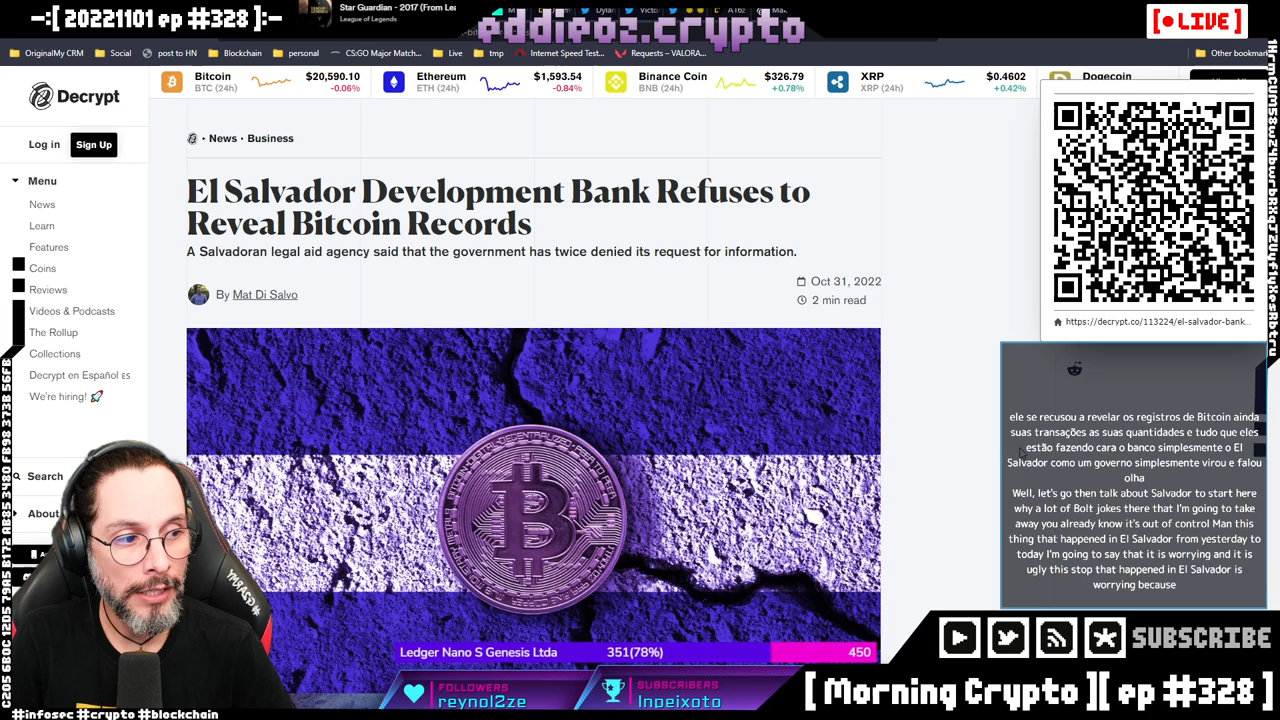 -:[ 20221101 ep #328 ]:-
Star Guardian - 2017 (From Lea
League of Legends
eddieoz.crypto
[ • LIVE ]
OriginalMy CRM
Social
post to HN
Blockchain
personal
CS:GO Major Match...
Live
tmp
Internet Speed Test...
Requests – VALORA...
Other bookmar
Decrypt
Bitcoin
BTC (24h)
$20,590.10
-0.06%
Ethereum
ETH (24h)
$1,593.54
-0.84%
Binance Coin
BNB (24h)
$326.79
+0.78%
XRP
XRP (24h)
$0.4602
+0.42%
Dogecoin
Log in
Sign Up
Menu
News
Learn
Features
Coins
Reviews
Videos & Podcasts
The Rollup
Collections
Decrypt en Español ES
We're hiring! 🚀
Search
About
News • Business
El Salvador Development Bank Refuses to
Reveal Bitcoin Records
A Salvadoran legal aid agency said that the government has twice denied its request for information.
By Mat Di Salvo
Oct 31, 2022
2 min read
https://decrypt.co/113224/el-salvador-bank...
ele se recusou a revelar os registros de Bitcoin ainda
suas transações as suas quantidades e tudo que eles
estão fazendo cara o banco simplesmente o El
Salvador como um governo simplesmente virou e falou
olha
Well, let's go then talk about Salvador to start here
why a lot of Bolt jokes there that I'm going to take
away you already know it's out of control Man this
thing that happened in El Salvador from yesterday to
today I'm going to say that it is worrying and it is
ugly this stop that happened in El Salvador is
worrying because
Ledger Nano S Genesis Ltda
351(78%)
450
FOLLOWERS
reynol2ze
SUBSCRIBERS
lnpeixoto
SUBSCRIBE
[ Morning Crypto ][ ep #328 ]
#infosec #crypto #blockchain